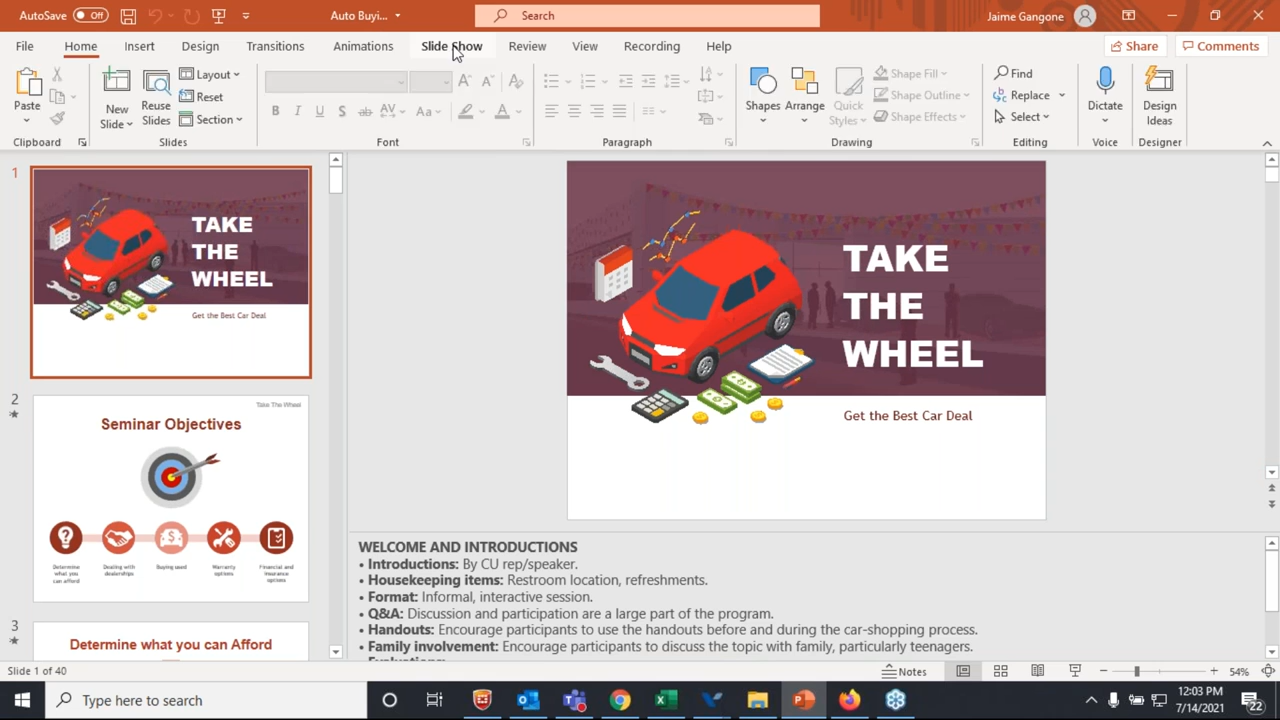 AutoSave Off Auto Buyi... Search Jaime Gangone
File Home Insert Design Transitions Animations Slide Show Review View Recording Help Share Comments
Paste New Slide Reuse Slides Layout Reset Section Shapes Arrange Quick Styles Shape Fill Shape Outline Shape Effects Find Replace Select Dictate Design Ideas
Clipboard Slides Font Paragraph Drawing Editing Voice Designer
1
TAKE
THE
WHEEL
Get the Best Car Deal
2
Take The Wheel
Seminar Objectives
Determine what you can afford
Dealing with dealerships
Buying used
Warranty options
Financial and insurance options
3
Determine what you can Afford
TAKE
THE
WHEEL
Get the Best Car Deal
WELCOME AND INTRODUCTIONS
• Introductions: By CU rep/speaker.
• Housekeeping items: Restroom location, refreshments.
• Format: Informal, interactive session.
• Q&A: Discussion and participation are a large part of the program.
• Handouts: Encourage participants to use the handouts before and during the car-shopping process.
• Family involvement: Encourage participants to discuss the topic with family, particularly teenagers.
Slide 1 of 40 Notes 54%
Type here to search 12:03 PM
7/14/2021 22